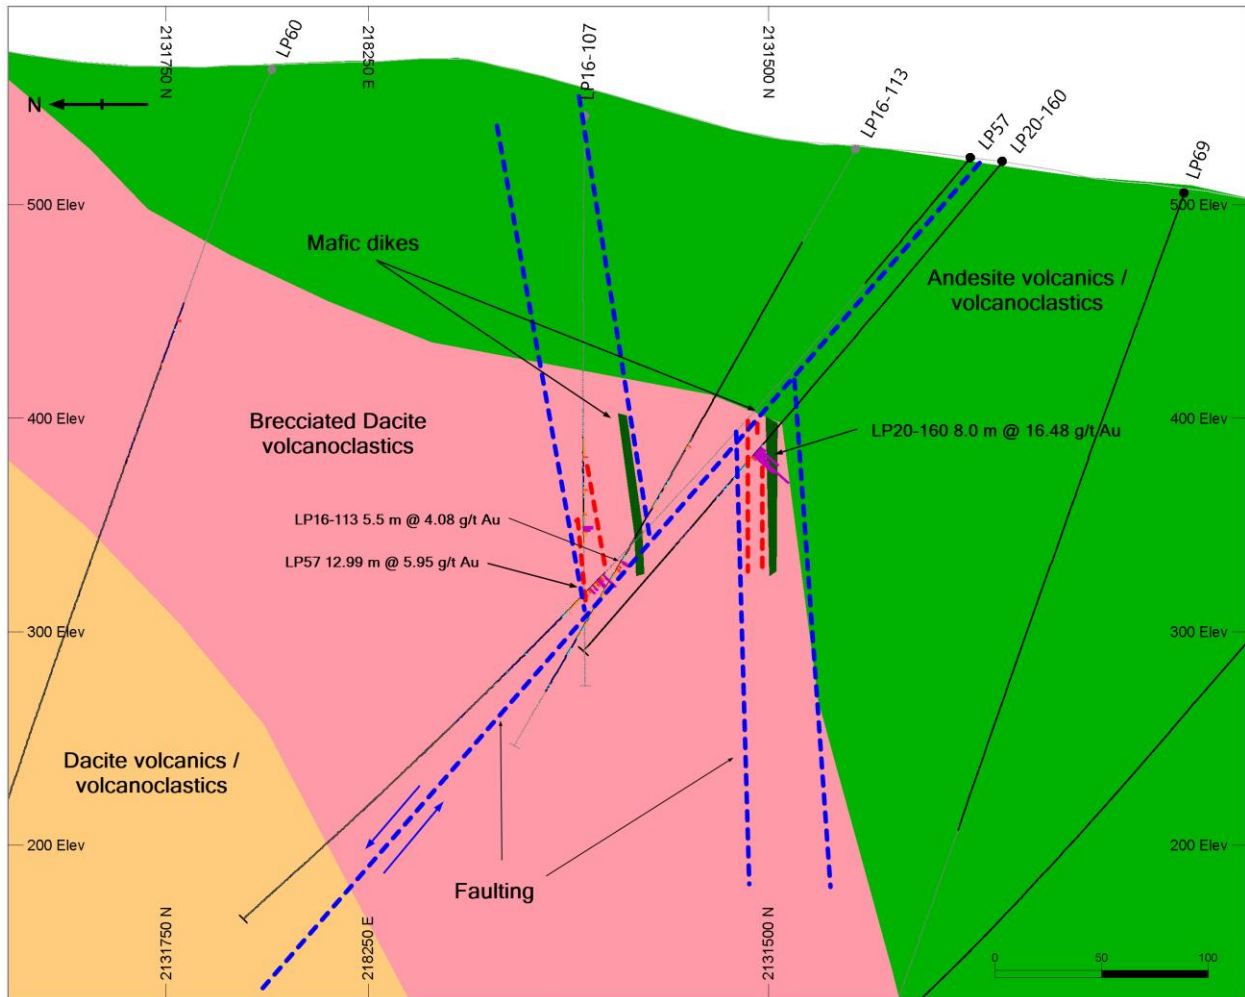 2131750 N
LP60
218250 E
LP16-107
2131500 N
LP16-113
LP57
LP20-160
LP69
N
500 Elev
500 Elev
Mafic dikes
Andesite volcanics /
volcanoclastics
400 Elev
400 Elev
Brecciated Dacite
volcanoclastics
LP20-160 8.0 m @ 16.48 g/t Au
LP16-113 5.5 m @ 4.08 g/t Au
LP57 12.99 m @ 5.95 g/t Au
300 Elev
300 Elev
Dacite volcanics /
volcanoclastics
200 Elev
200 Elev
Faulting
2131750 N
218250 E
2131500 N
0 50 100